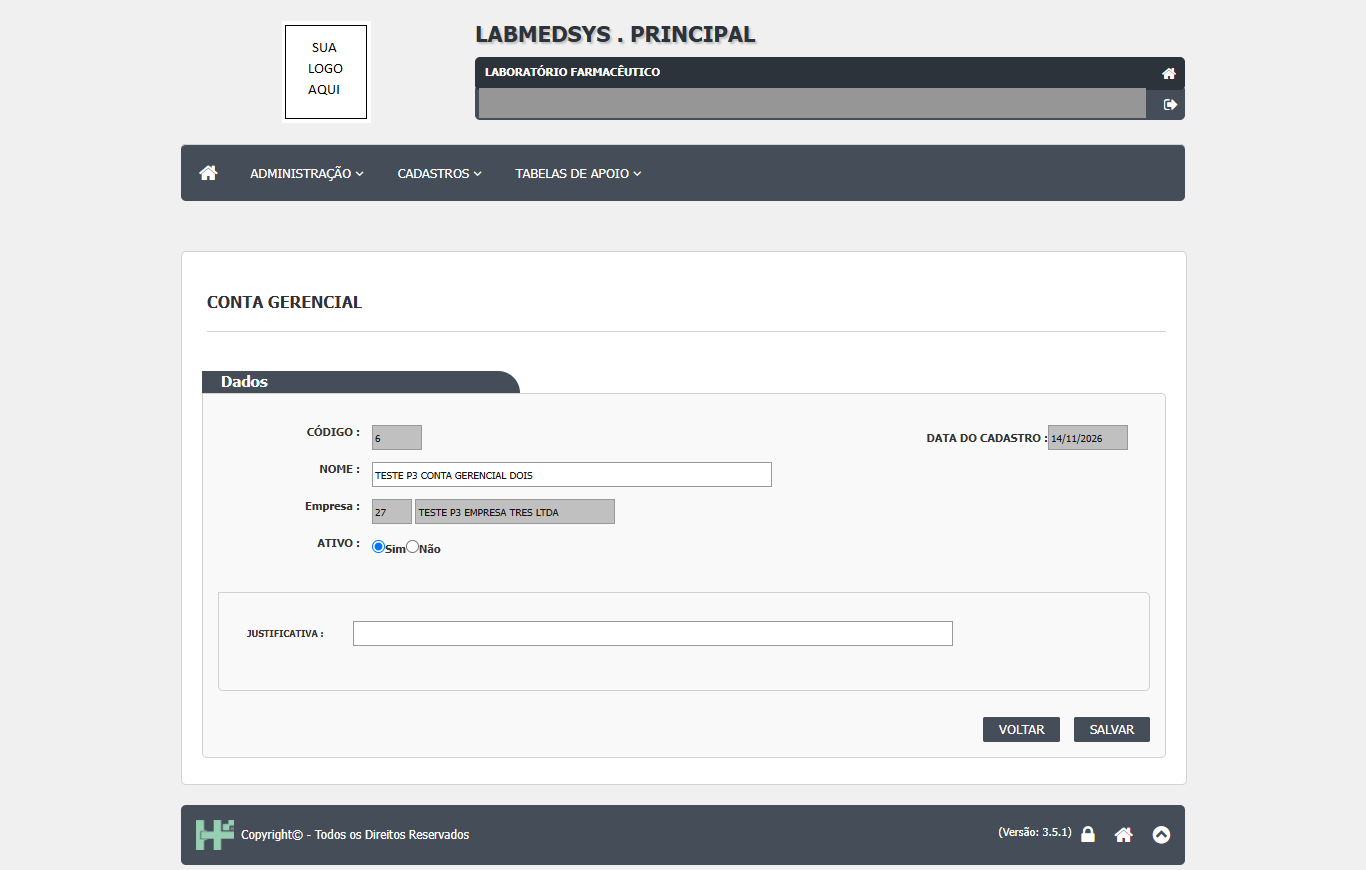 SUA
LOGO
AQUI
LABMEDSYS . PRINCIPAL
LABORATÓRIO FARMACÊUTICO
ADMINISTRAÇÃO CADASTROS TABELAS DE APOIO
CONTA GERENCIAL
Dados
CÓDIGO : 6 DATA DO CADASTRO : 14/11/2026
NOME : TESTE P3 CONTA GERENCIAL DOIS
Empresa : 27 TESTE P3 EMPRESA TRES LTDA
ATIVO : Sim Não
JUSTIFICATIVA :
VOLTAR SALVAR
Copyright© - Todos os Direitos Reservados (Versão: 3.5.1)